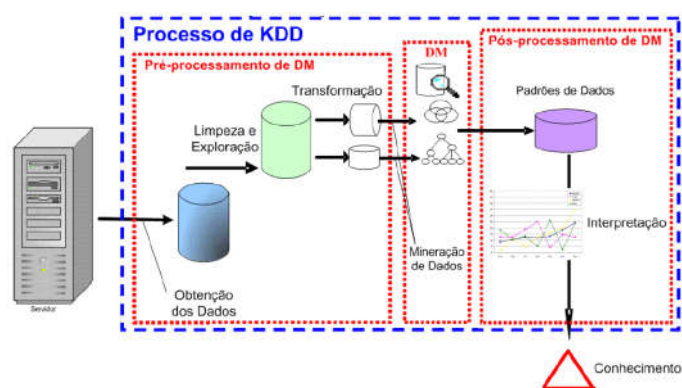 Processo de KDD
Pré-processamento de DM
DM
Pós-processamento de DM
Transformação
Limpeza e
Exploração
Padrões de Dados
Interpretação
Mineração
de Dados
Obtenção
dos Dados
Servidor
Conhecimento